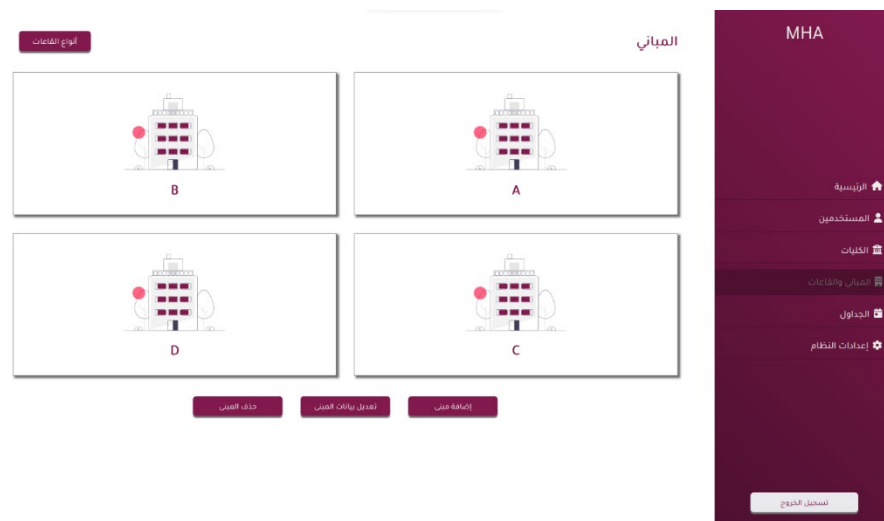 MHA
الرئيسية
المستخدمين
الكليات
المباني والقاعات
الجداول
إعدادات النظام
تسجيل الخروج
المباني
أنواع القاعات
A
B
C
D
إضافة مبنى
تعديل بيانات المبنى
حذف المبنى